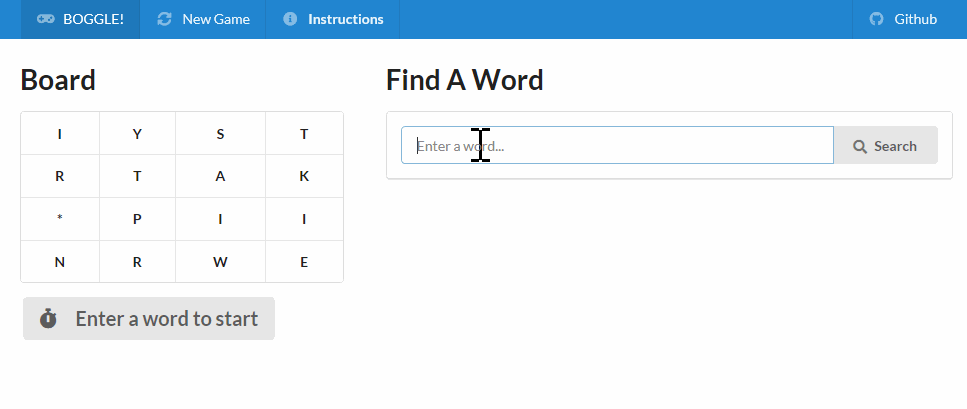 BOGGLE! New Game Instructions Github
Board
I Y S T
R T A K
* P I I
N R W E
Enter a word to start
Find A Word
Enter a word... Search